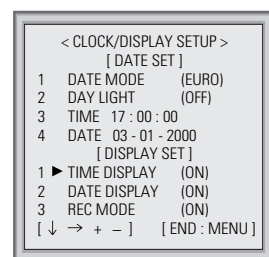 < CLOCK/DISPLAY SETUP >
[ DATE SET ]
1 DATE MODE (EURO)
2 DAY LIGHT (OFF)
3 TIME 17 : 00 : 00
4 DATE 03 - 01 - 2000
[ DISPLAY SET ]
1 ► TIME DISPLAY (ON)
2 DATE DISPLAY (ON)
3 REC MODE (ON)
[ ↓ → + – ] [ END : MENU ]